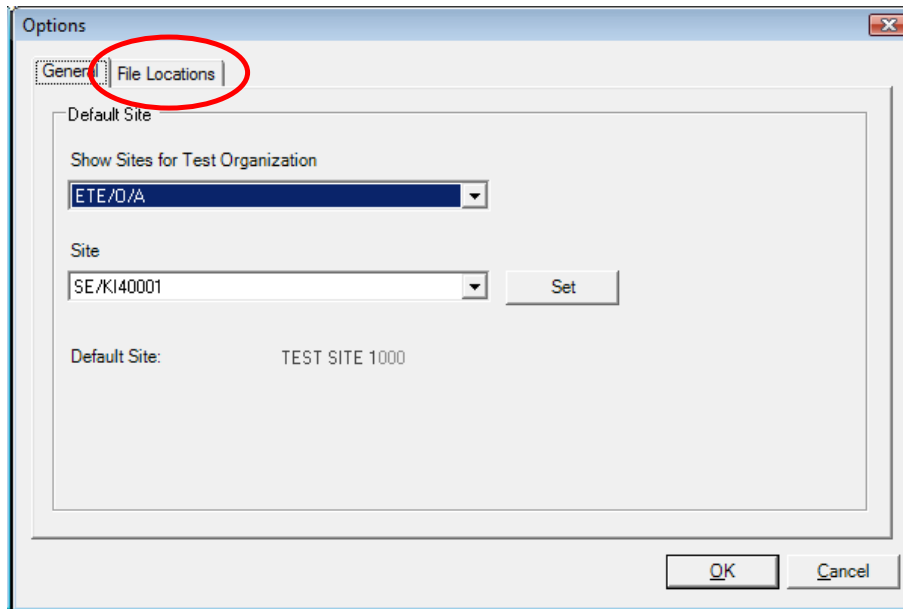 Options
General File Locations
Default Site
Show Sites for Test Organization
ETE/O/A
Site
SE/KI40001
Set
Default Site: TEST SITE 1000
OK Cancel